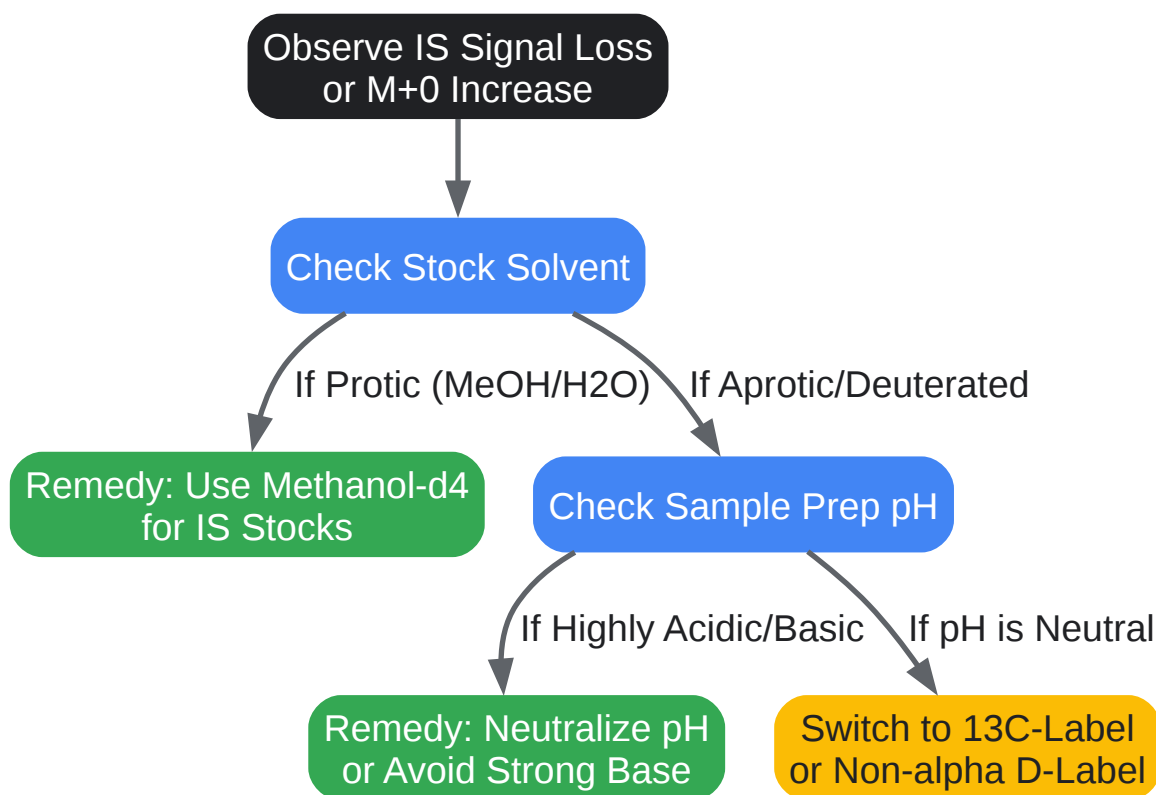 Observe IS Signal Loss
or M+0 Increase
Check Stock Solvent
If Protic (MeOH/H2O)
If Aprotic/Deuterated
Remedy: Use Methanol-d4
for IS Stocks
Check Sample Prep pH
If Highly Acidic/Basic
If pH is Neutral
Remedy: Neutralize pH
or Avoid Strong Base
Switch to 13C-Label
or Non-alpha D-Label